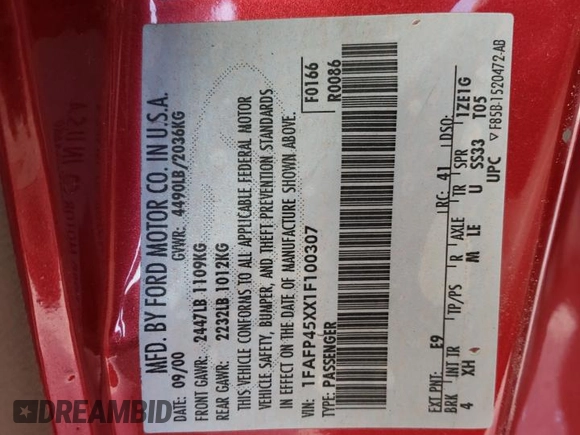 MFD. BY FORD MOTOR CO. IN U.S.A.
DATE: 09/00 GVWR: 4490LB/2036KG
FRONT GAWR: 2447LB 1109KG
REAR GAWR: 2232LB 1012KG
THIS VEHICLE CONFORMS TO ALL APPLICABLE FEDERAL MOTOR
VEHICLE SAFETY, BUMPER, AND THEFT PREVENTION STANDARDS
IN EFFECT ON THE DATE OF MANUFACTURE SHOWN ABOVE.
VIN: 1FAFP45XX1F100307 F0166
TYPE: PASSENGER R0086
EXT PNT: E9 RC: 41 DSO:
BRK INT TR TP/PS R AXLE TR SPR 1ZE1G
4 XH M LE U SS33 T05
UPC ▽F85B-1520472-AB
DREAMBID